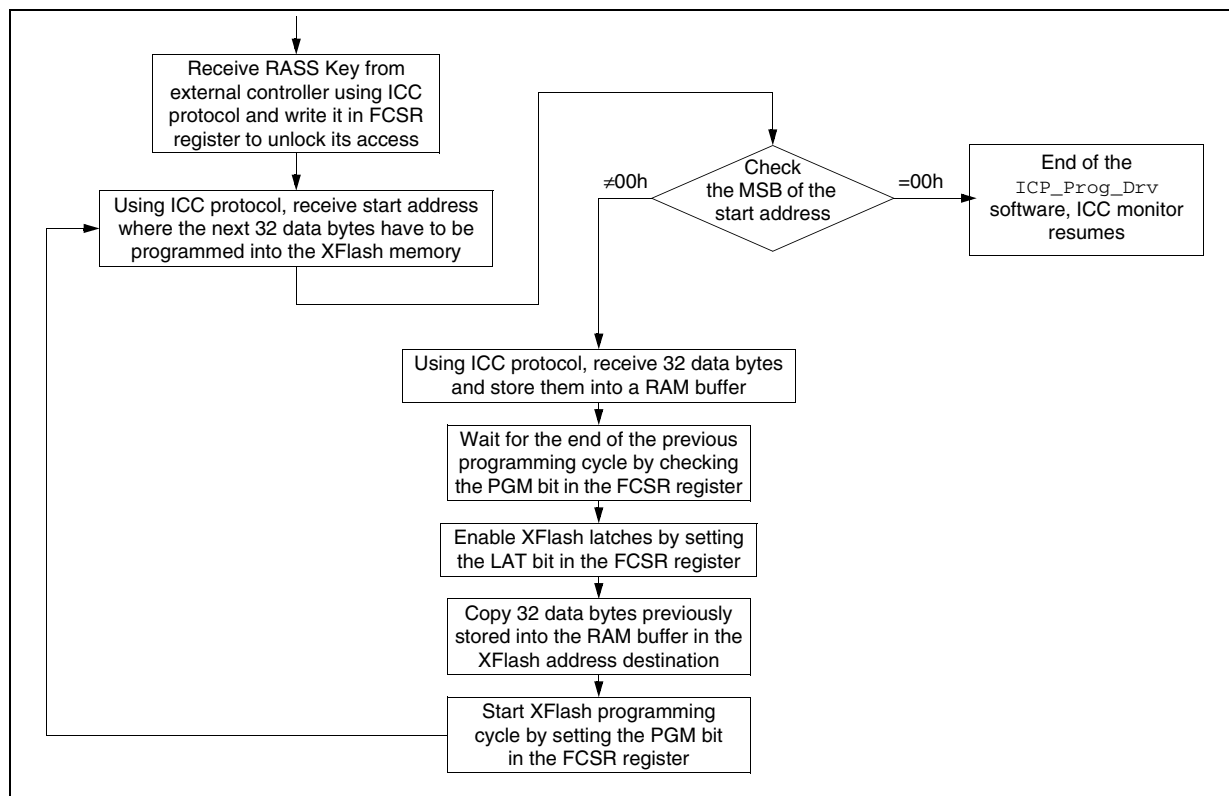 Receive RASS Key from
external controller using ICC
protocol and write it in FCSR
register to unlock its access
Using ICC protocol, receive start address
where the next 32 data bytes have to be
programmed into the XFlash memory
Check
the MSB of the
start address
≠00h
=00h
End of the
ICP_Prog_Drv
software, ICC monitor
resumes
Using ICC protocol, receive 32 data bytes
and store them into a RAM buffer
Wait for the end of the previous
programming cycle by checking
the PGM bit in the FCSR register
Enable XFlash latches by setting
the LAT bit in the FCSR register
Copy 32 data bytes previously
stored into the RAM buffer in the
XFlash address destination
Start XFlash programming
cycle by setting the PGM bit
in the FCSR register